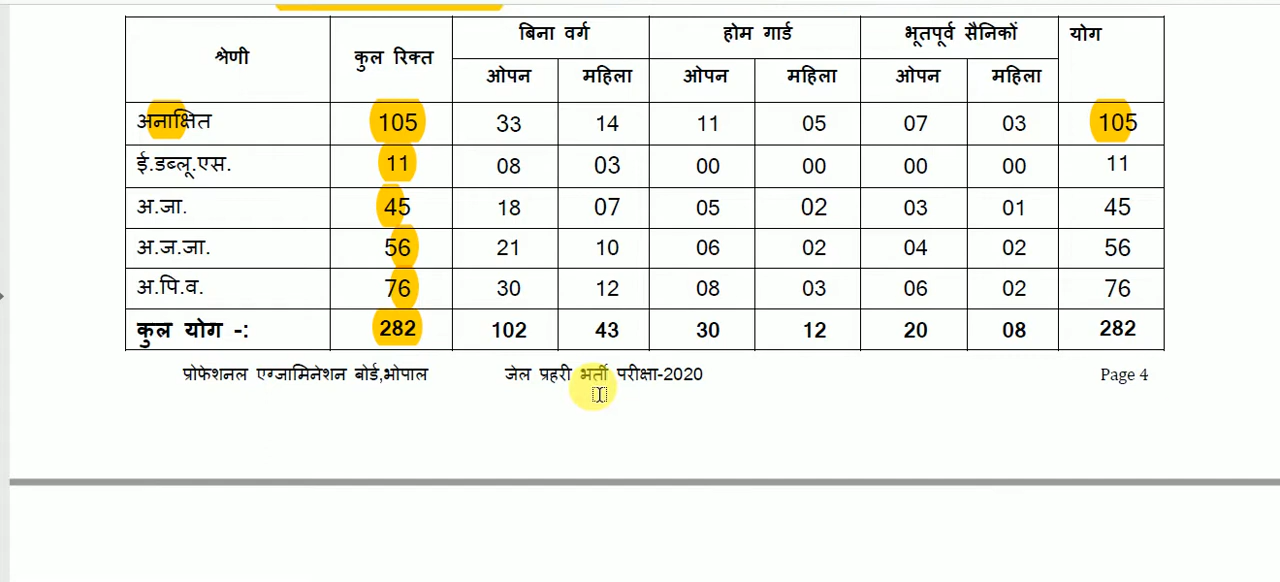 श्रेणी कुल रिक्त बिना वर्ग होम गार्ड भूतपूर्व सैनिकों योग
ओपन महिला ओपन महिला ओपन महिला
अनाक्षित 105 33 14 11 05 07 03 105
ई.डब्लू.एस. 11 08 03 00 00 00 00 11
अ.जा. 45 18 07 05 02 03 01 45
अ.ज.जा. 56 21 10 06 02 04 02 56
अ.पि.व. 76 30 12 08 03 06 02 76
कुल योग -: 282 102 43 30 12 20 08 282
प्रोफेशनल एग्जामिनेशन बोर्ड,भोपाल जेल प्रहरी भर्ती परीक्षा-2020 Page 4